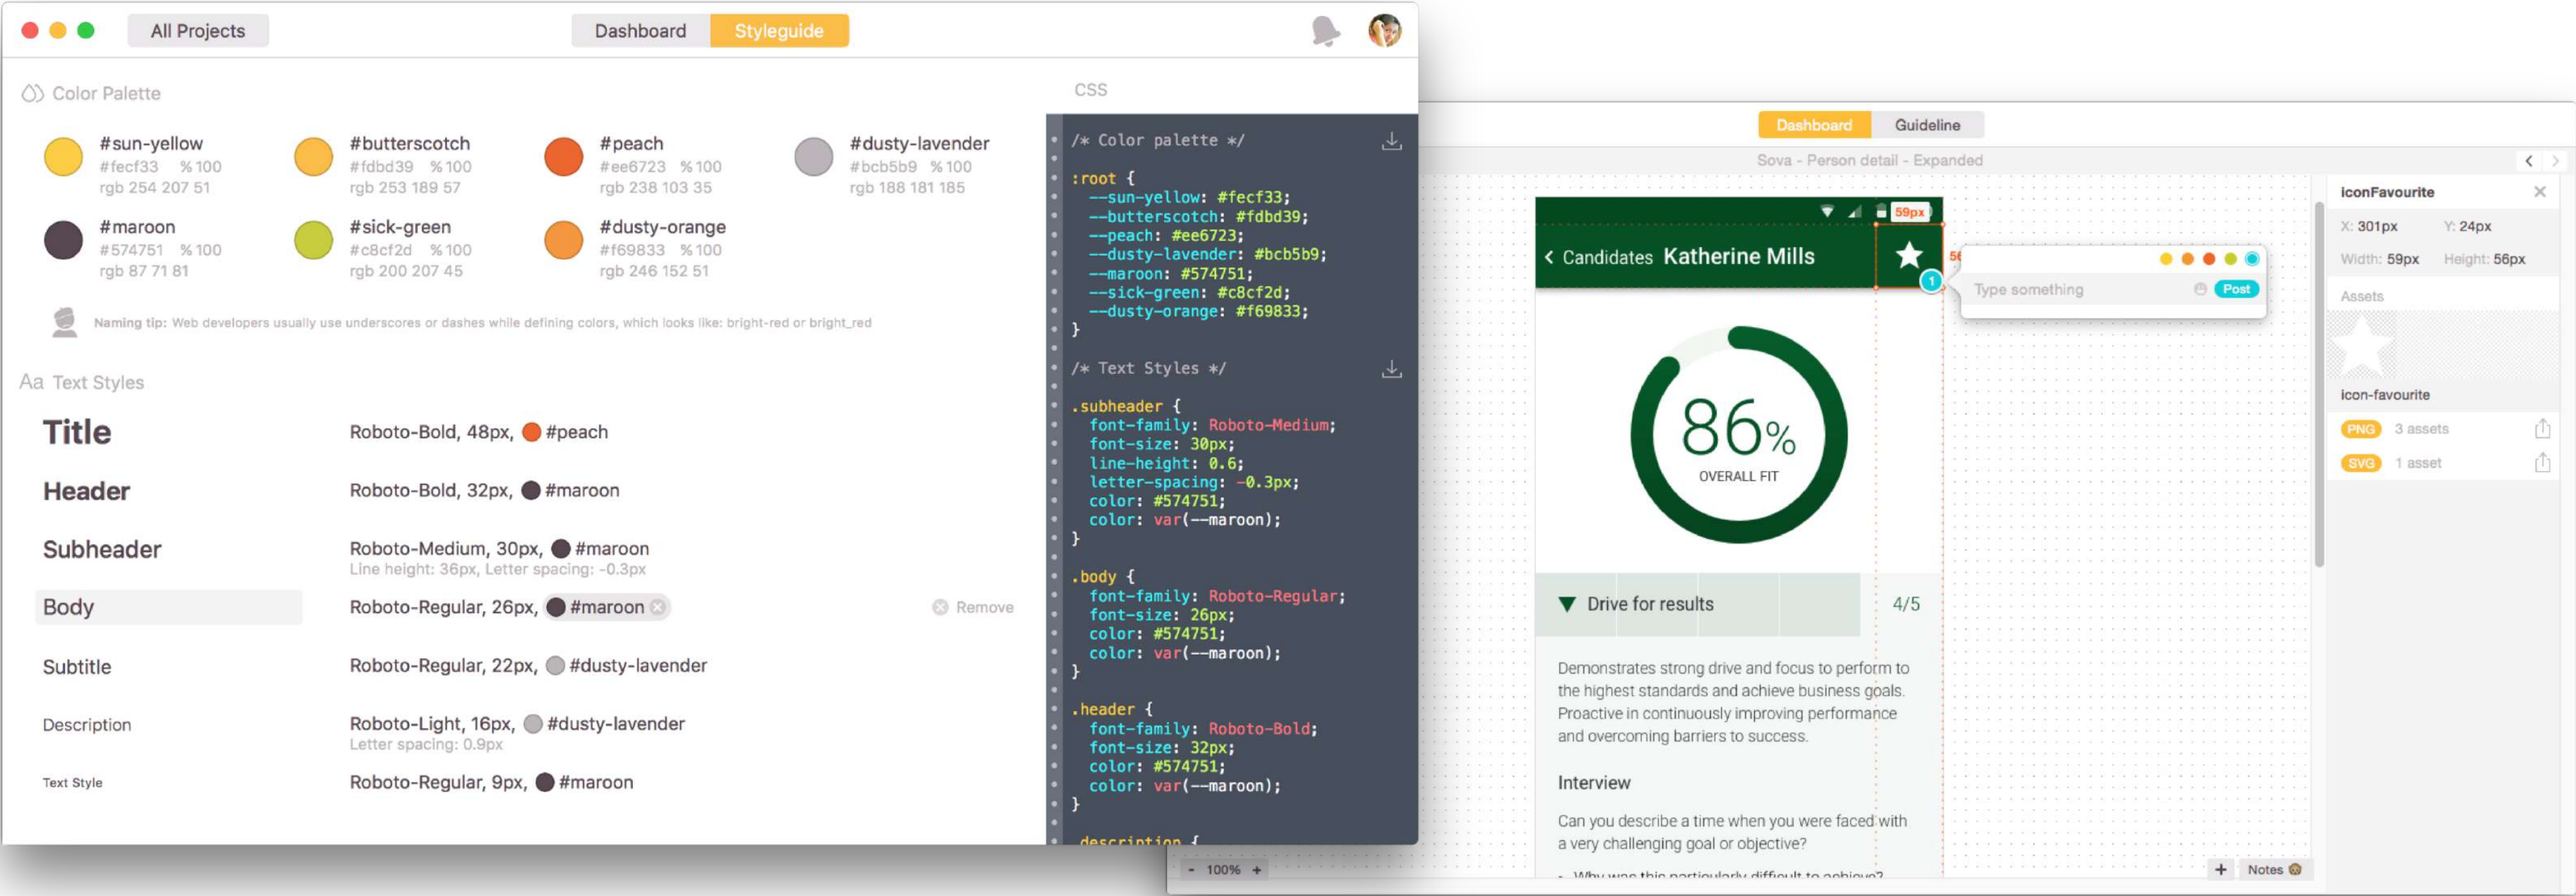 All Projects
Dashboard
Styleguide
Color Palette
#sun-yellow
#fecf33 %100
rgb 254 207 51
#butterscotch
#fdbd39 %100
rgb 253 189 57
#peach
#ee6723 %100
rgb 238 103 35
#dusty-lavender
#bcb5b9 %100
rgb 188 181 185
#maroon
#574751 %100
rgb 87 71 81
#sick-green
#c8cf2d %100
rgb 200 207 45
#dusty-orange
#f69833 %100
rgb 246 152 51
Naming tip: Web developers usually use underscores or dashes while defining colors, which looks like: bright-red or bright_red
Aa Text Styles
Title
Roboto-Bold, 48px, #peach
Header
Roboto-Bold, 32px, #maroon
Subheader
Roboto-Medium, 30px, #maroon
Line height: 36px, Letter spacing: -0.3px
Body
Roboto-Regular, 26px, #maroon
Remove
Subtitle
Roboto-Regular, 22px, #dusty-lavender
Description
Roboto-Light, 16px, #dusty-lavender
Letter spacing: 0.9px
Text Style
Roboto-Regular, 9px, #maroon
CSS
/* Color palette */
:root {
--sun-yellow: #fecf33;
--butterscotch: #fdbd39;
--peach: #ee6723;
--dusty-lavender: #bcb5b9;
--maroon: #574751;
--sick-green: #c8cf2d;
--dusty-orange: #f69833;
}
/* Text Styles */
.subheader {
font-family: Roboto-Medium;
font-size: 30px;
line-height: 0.6;
letter-spacing: -0.3px;
color: #574751;
color: var(--maroon);
}
.body {
font-family: Roboto-Regular;
font-size: 26px;
color: #574751;
color: var(--maroon);
}
.header {
font-family: Roboto-Bold;
font-size: 32px;
color: #574751;
color: var(--maroon);
}
.description {
Dashboard
Guideline
Sova - Person detail - Expanded
59px
< Candidates Katherine Mills
56
1
Type something
Post
86%
OVERALL FIT
Drive for results
4/5
Demonstrates strong drive and focus to perform to
the highest standards and achieve business goals.
Proactive in continuously improving performance
and overcoming barriers to success.
Interview
Can you describe a time when you were faced with
a very challenging goal or objective?
- Why was this particularly difficult to achieve?
- 100% +
+ Notes
iconFavourite
X: 301px Y: 24px
Width: 59px Height: 56px
Assets
icon-favourite
PNG 3 assets
SVG 1 asset